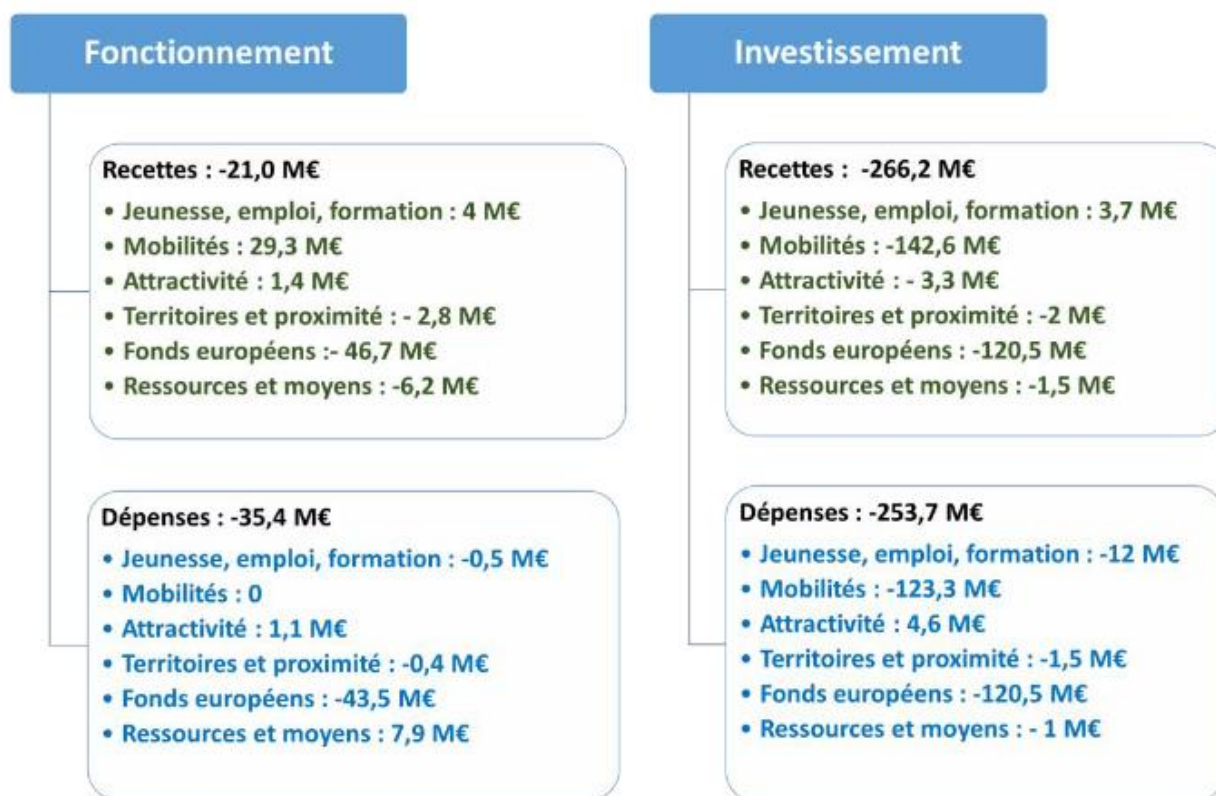 Fonctionnement
Recettes : -21,0 M€
• Jeunesse, emploi, formation : 4 M€
• Mobilités : 29,3 M€
• Attractivité : 1,4 M€
• Territoires et proximité : - 2,8 M€
• Fonds européens :- 46,7 M€
• Ressources et moyens : -6,2 M€
Dépenses : -35,4 M€
• Jeunesse, emploi, formation : -0,5 M€
• Mobilités : 0
• Attractivité : 1,1 M€
• Territoires et proximité : -0,4 M€
• Fonds européens : -43,5 M€
• Ressources et moyens : 7,9 M€
Investissement
Recettes : -266,2 M€
• Jeunesse, emploi, formation : 3,7 M€
• Mobilités : -142,6 M€
• Attractivité : - 3,3 M€
• Territoires et proximité : -2 M€
• Fonds européens : -120,5 M€
• Ressources et moyens : -1,5 M€
Dépenses : -253,7 M€
• Jeunesse, emploi, formation : -12 M€
• Mobilités : -123,3 M€
• Attractivité : 4,6 M€
• Territoires et proximité : -1,5 M€
• Fonds européens : -120,5 M€
• Ressources et moyens : - 1 M€